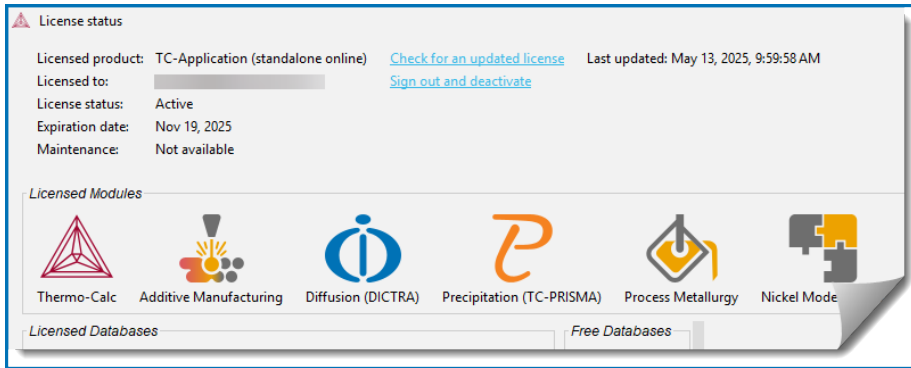 License status
Licensed product: TC-Application (standalone online) Check for an updated license Last updated: May 13, 2025, 9:59:58 AM
Licensed to: Sign out and deactivate
License status: Active
Expiration date: Nov 19, 2025
Maintenance: Not available
Licensed Modules
Thermo-Calc Additive Manufacturing Diffusion (DICTRA) Precipitation (TC-PRISMA) Process Metallurgy Nickel Mode
Licensed Databases Free Databases